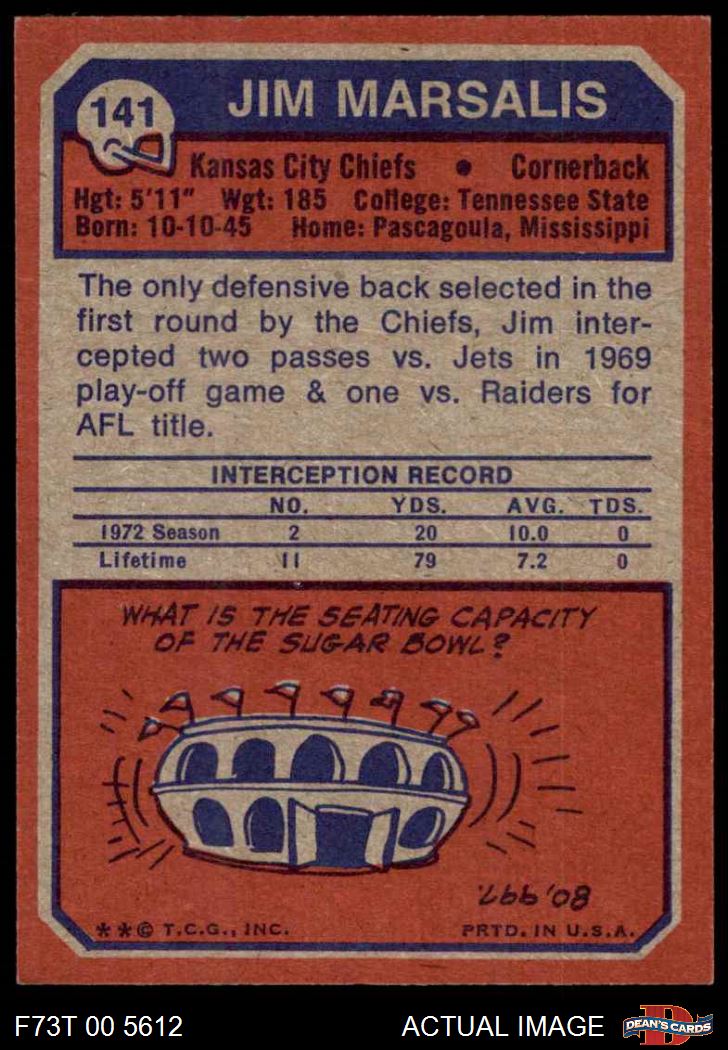 141
JIM MARSALIS
Kansas City Chiefs • Cornerback
Hgt: 5'11" Wgt: 185 College: Tennessee State
Born: 10-10-45 Home: Pascagoula, Mississippi
The only defensive back selected in the
first round by the Chiefs, Jim inter-
cepted two passes vs. Jets in 1969
play-off game & one vs. Raiders for
AFL title.
INTERCEPTION RECORD
NO. YDS. AVG. TDS.
1972 Season 2 20 10.0 0
Lifetime 11 79 7.2 0
WHAT IS THE SEATING CAPACITY
OF THE SUGAR BOWL?
80,997.
**© T.C.G., INC. PRTD. IN U.S.A.
F73T 00 5612 ACTUAL IMAGE D DEAN'S CARDS